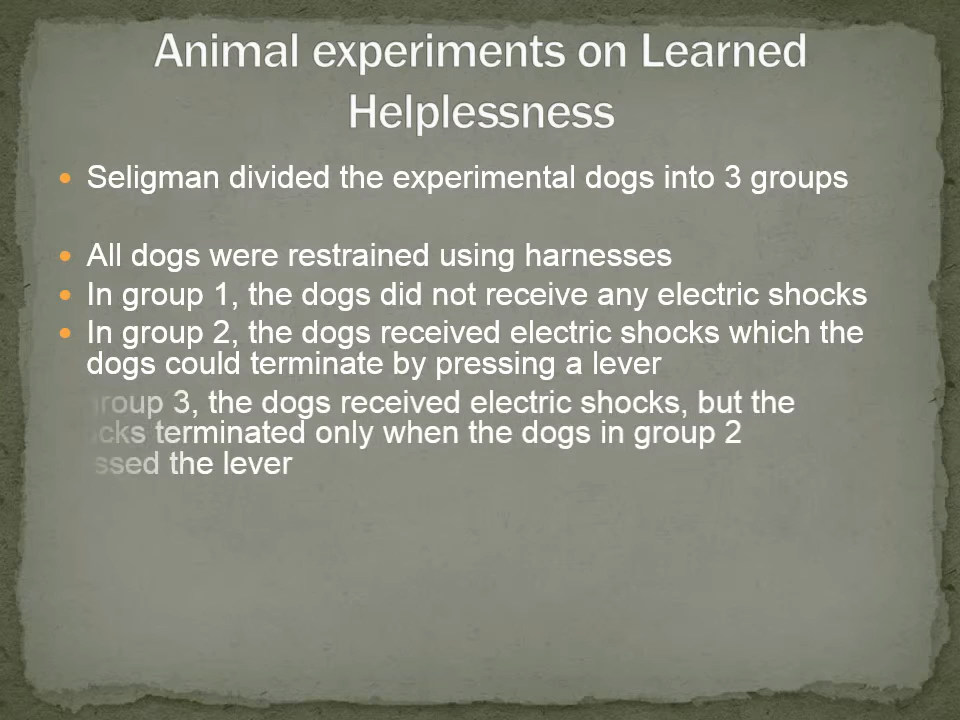 Animal experiments on Learned
Helplessness
• Seligman divided the experimental dogs into 3 groups
• All dogs were restrained using harnesses
• In group 1, the dogs did not receive any electric shocks
• In group 2, the dogs received electric shocks which the
dogs could terminate by pressing a lever
group 3, the dogs received electric shocks, but the
terminated only when the dogs in group 2
the lever